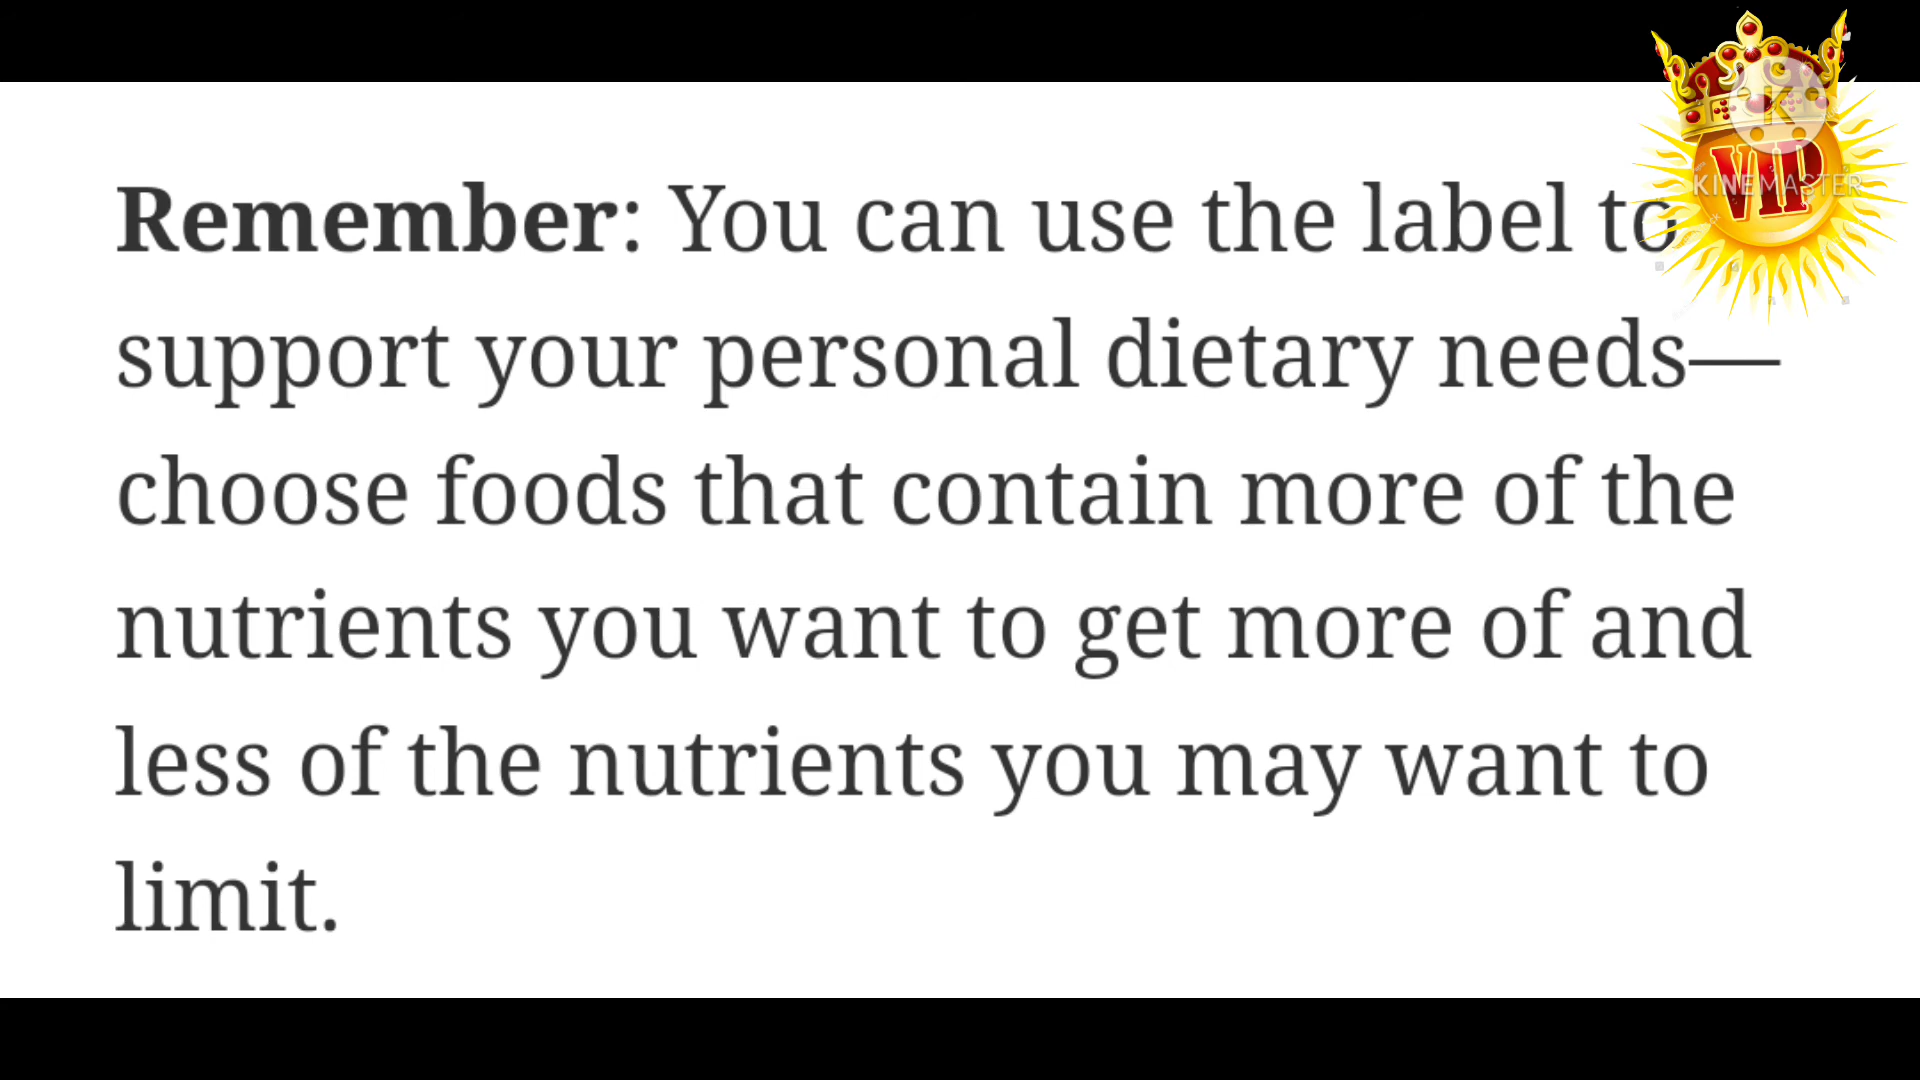 Remember: You can use the label to
support your personal dietary needs—
choose foods that contain more of the
nutrients you want to get more of and
less of the nutrients you may want to
limit.
K
KINEMASTER
VIP